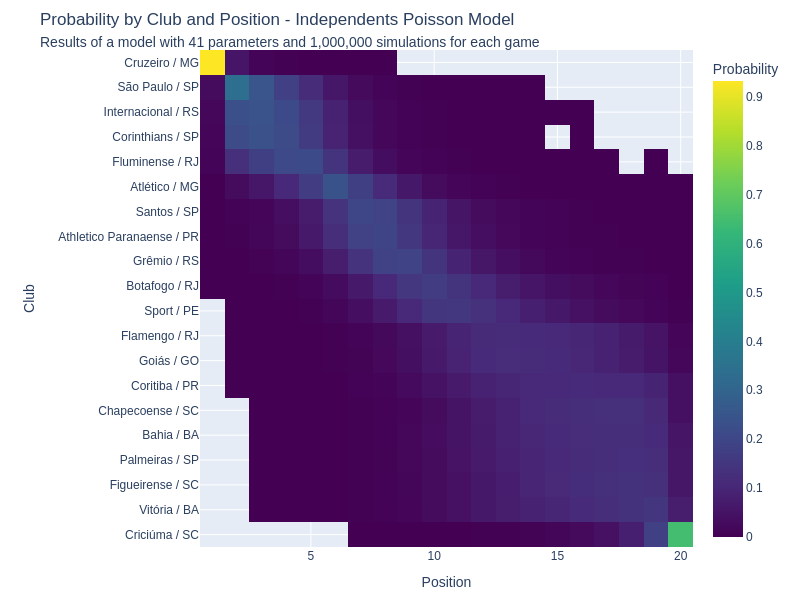 Probability by Club and Position - Independents Poisson Model
Results of a model with 41 parameters and 1,000,000 simulations for each game
Probability
Cruzeiro / MG
São Paulo / SP
Internacional / RS
Corinthians / SP
Fluminense / RJ
Atlético / MG
Santos / SP
Athletico Paranaense / PR
Grêmio / RS
Botafogo / RJ
Sport / PE
Flamengo / RJ
Goiás / GO
Coritiba / PR
Chapecoense / SC
Bahia / BA
Palmeiras / SP
Figueirense / SC
Vitória / BA
Criciúma / SC
Club
0.9
0.8
0.7
0.6
0.5
0.4
0.3
0.2
0.1
0
5
10
15
20
Position